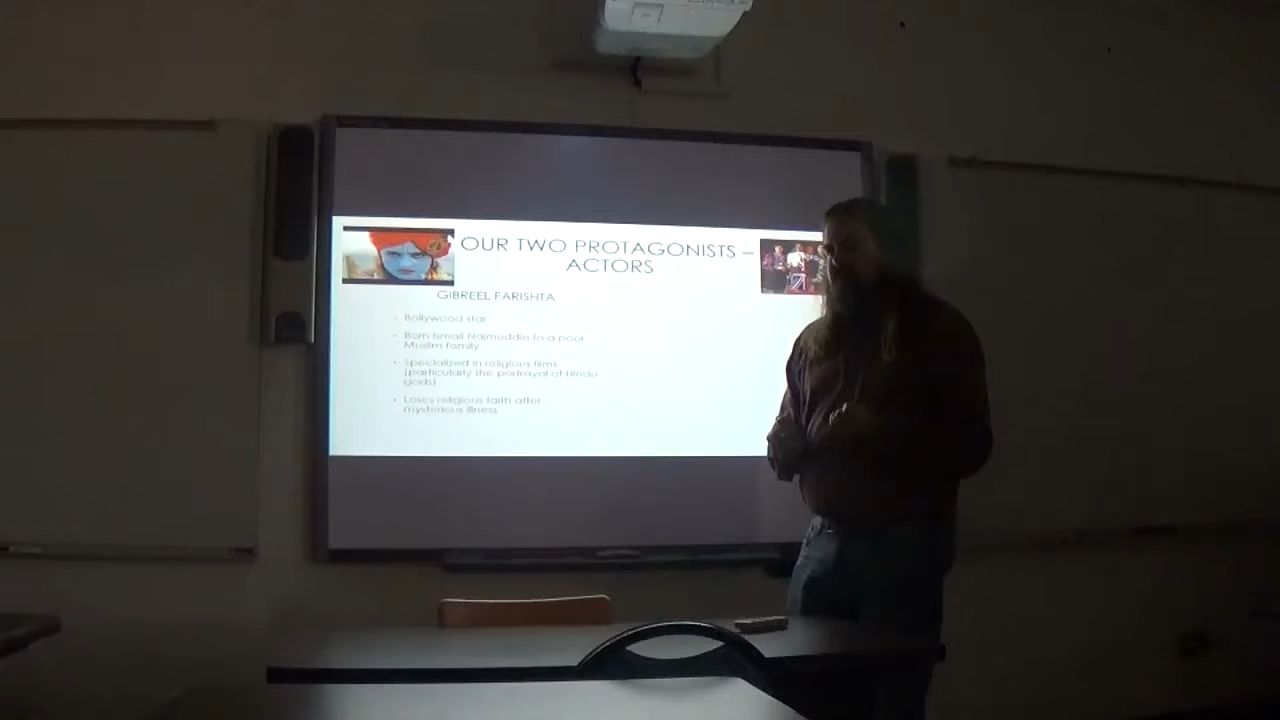 OUR TWO PROTAGONISTS –
ACTORS
GIBREEL FARISHTA
- Bollywood star
- Born Ismail Najmuddin to a poor
Muslim family
- Specialized in religious films
(particularly the portrayal of Hindu
gods)
- Loses religious faith after
mysterious illness